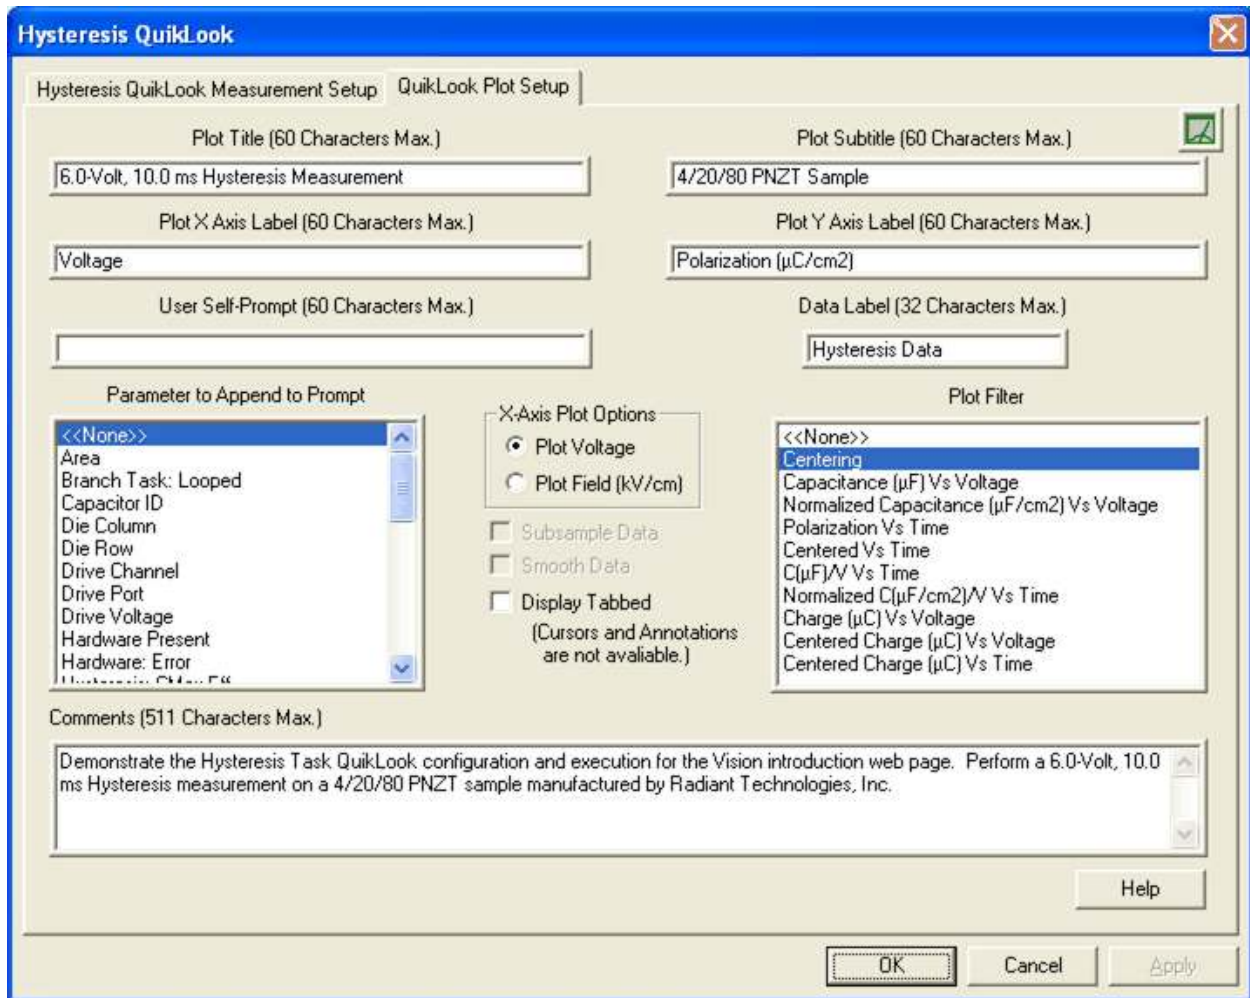 Hysteresis QuikLook
Hysteresis QuikLook Measurement Setup
QuikLook Plot Setup
Plot Title (60 Characters Max.)
Plot Subtitle (60 Characters Max.)
6.0-Volt, 10.0 ms Hysteresis Measurement
4/20/80 PNZT Sample
Plot X Axis Label (60 Characters Max.)
Plot Y Axis Label (60 Characters Max.)
Voltage
Polarization (µC/cm2)
User Self-Prompt (60 Characters Max.)
Data Label (32 Characters Max.)
Hysteresis Data
Parameter to Append to Prompt
<<None>>
Area
Branch Task: Looped
Capacitor ID
Die Column
Die Row
Drive Channel
Drive Port
Drive Voltage
Hardware Present
Hardware: Error
X-Axis Plot Options
Plot Voltage
Plot Field (kV/cm)
Subsample Data
Smooth Data
Display Tabbed
(Cursors and Annotations
are not avaliable.)
Plot Filter
<<None>>
Centering
Capacitance (µF) Vs Voltage
Normalized Capacitance (µF/cm2) Vs Voltage
Polarization Vs Time
Centered Vs Time
C(µF)/V Vs Time
Normalized C(µF/cm2)/V Vs Time
Charge (µC) Vs Voltage
Centered Charge (µC) Vs Voltage
Centered Charge (µC) Vs Time
Comments (511 Characters Max.)
Demonstrate the Hysteresis Task QuikLook configuration and execution for the Vision introduction web page.  Perform a 6.0-Volt, 10.0
ms Hysteresis measurement on a 4/20/80 PNZT sample manufactured by Radiant Technologies, Inc.
Help
OK
Cancel
Apply